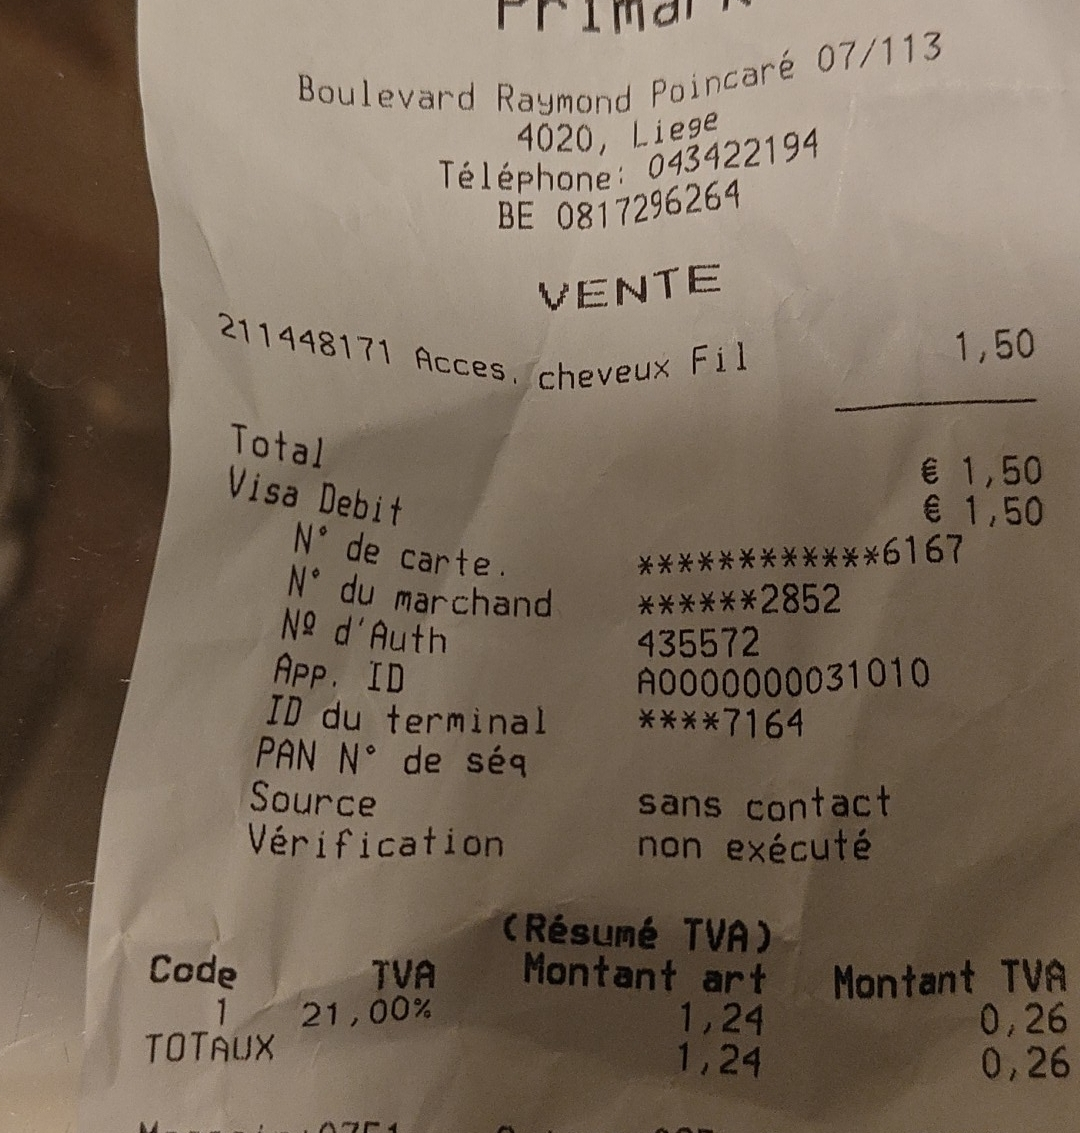 Primark
Boulevard Raymond Poincaré 07/113
4020, Liege
Téléphone: 043422194
BE 0817296264
VENTE
211448171 Acces. cheveux Fil 1,50
Total € 1,50
Visa Debit € 1,50
N° de carte. ************6167
N° du marchand ******2852
Nº d'Auth 435572
App. ID A0000000031010
ID du terminal ****7164
PAN N° de séq
Source sans contact
Vérification non exécuté
(Résumé TVA)
Code TVA Montant art Montant TVA
1 21,00% 1,24 0,26
TOTAUX 1,24 0,26